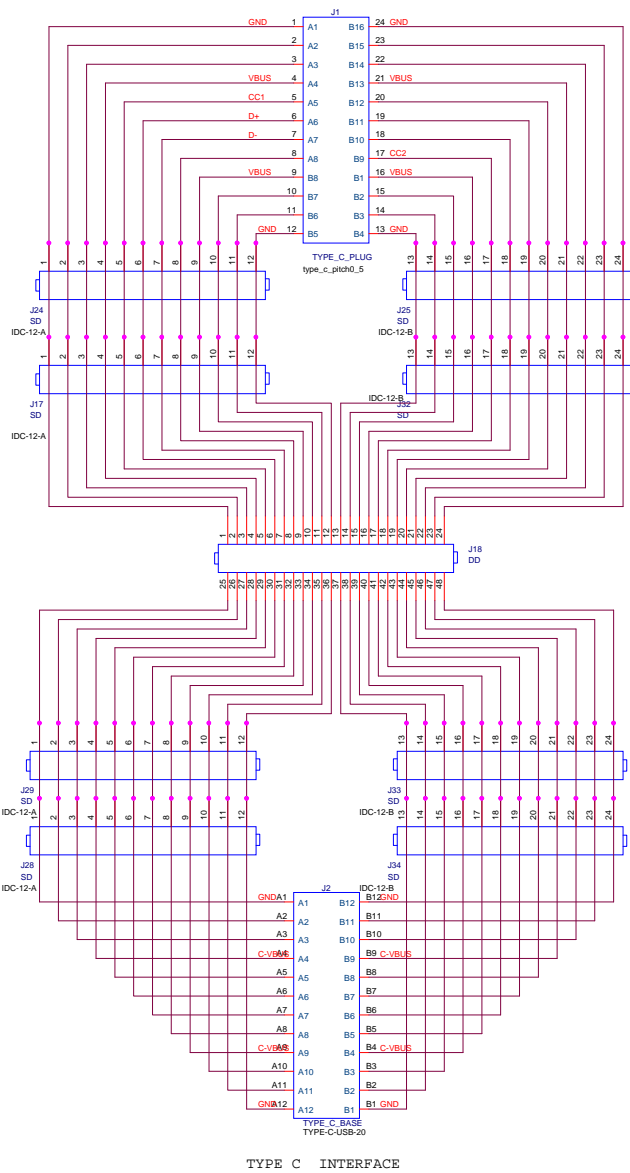 J1
GND 1 A1 B16 24 GND
2 A2 B15 23
3 A3 B14 22
VBUS 4 A4 B13 21 VBUS
CC1 5 A5 B12 20
D+ 6 A6 B11 19
D- 7 A7 B10 18
8 A8 B9 17 CC2
VBUS 9 B8 B1 16 VBUS
10 B7 B2 15
11 B6 B3 14
GND 12 B5 B4 13 GND
TYPE_C_PLUG
type_c_pitch0_5
1 2 3 4 5 6 7 8 9 10 11 12
13 14 15 16 17 18 19 20 21 22 23 24
J24
SD
IDC-12-A
J25
SD
IDC-12-B
1 2 3 4 5 6 7 8 9 10 11 12
13 14 15 16 17 18 19 20 21 22 23 24
J17
SD
IDC-12-A
IDC-12-B
J32
SD
1 2 3 4 5 6 7 8 9 10 11 12 13 14 15 16 17 18 19 20 21 22 23 24
J18
DD
25 26 27 28 29 30 31 32 33 34 35 36 37 38 39 40 41 42 43 44 45 46 47 48
1 2 3 4 5 6 7 8 9 10 11 12
13 14 15 16 17 18 19 20 21 22 23 24
J29
SD
IDC-12-A
J33
SD
IDC-12-B
1 2 3 4 5 6 7 8 9 10 11 12
13 14 15 16 17 18 19 20 21 22 23 24
J28
SD
IDC-12-A
J34
SD
IDC-12-B
J2
GND A1 A1 B12 B12 GND
A2 A2 B11 B11
A3 A3 B10 B10
C-VBUS A4 A4 B9 B9 C-VBUS
A5 A5 B8 B8
A6 A6 B7 B7
A7 A7 B6 B6
A8 A8 B5 B5
C-VBUS A9 A9 B4 B4 C-VBUS
A10 A10 B3 B3
A11 A11 B2 B2
GND A12 A12 B1 B1 GND
TYPE_C_BASE
TYPE-C-USB-20
TYPE C INTERFACE